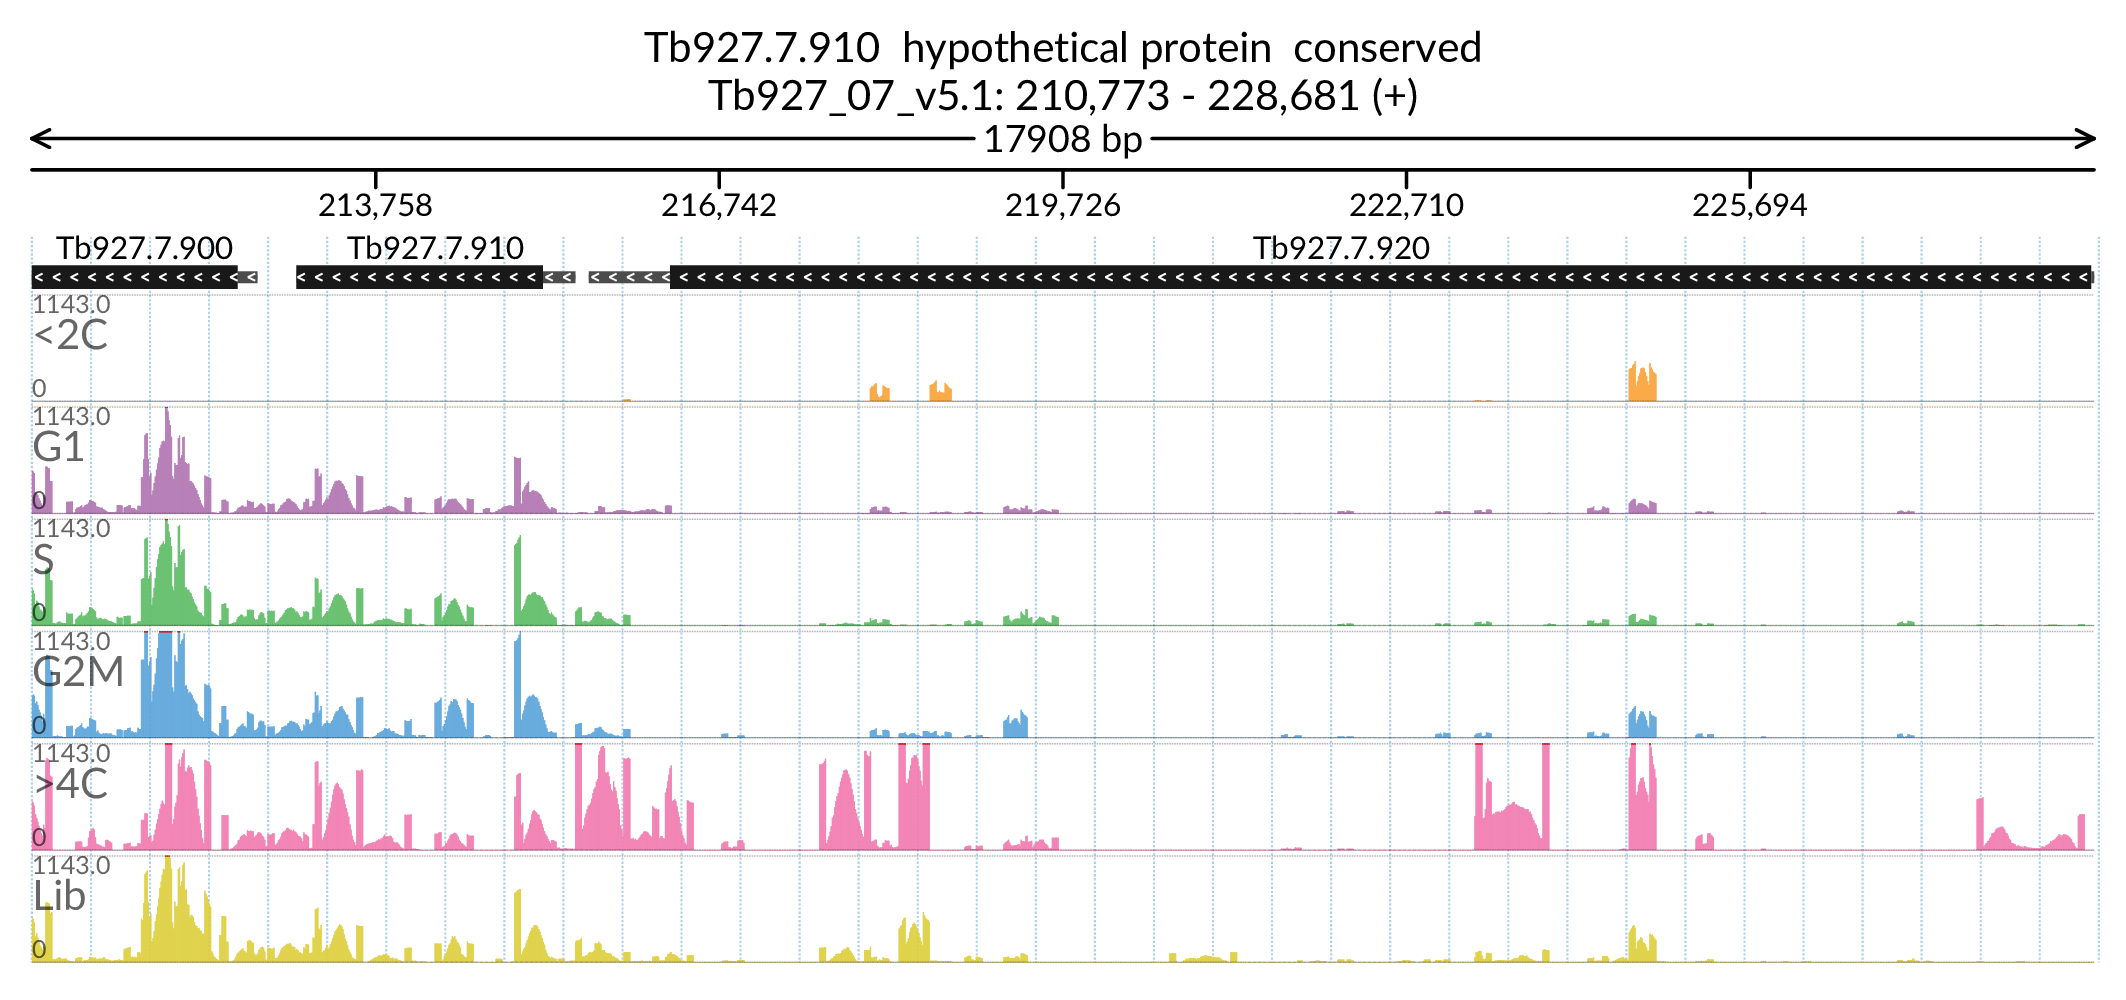 Tb927.7.910  hypothetical protein  conserved
Tb927_07_v5.1: 210,773 - 228,681 (+)
17908 bp
213,758 216,742 219,726 222,710 225,694
Tb927.7.900 Tb927.7.910 Tb927.7.920
1143.0
<2C
0
1143.0
G1
0
1143.0
S
0
1143.0
G2M
0
1143.0
>4C
0
1143.0
Lib
0